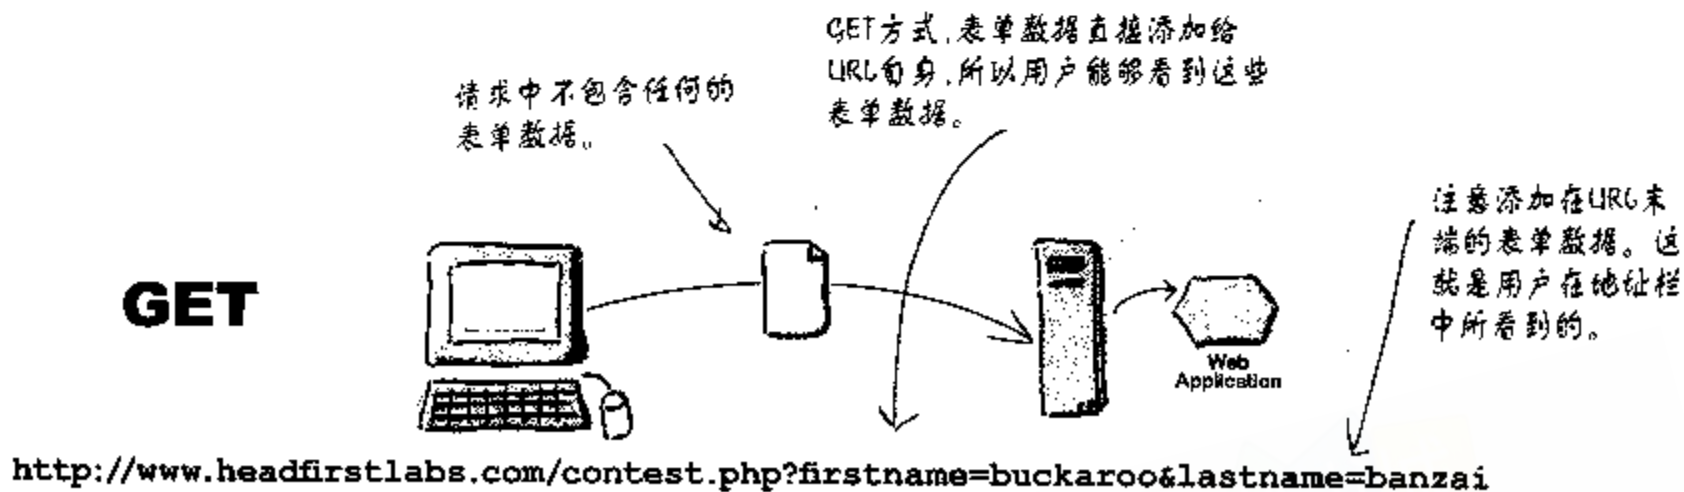 GET方式,表单数据直接添加给
URL自身,所以用户能够看到这些
表单数据。
请求中不包含任何的
表单数据。
注意添加在URL末
端的表单数据。这
就是用户在地址栏
中所看到的。
GET
Web
Application
http://www.headfirstlabs.com/contest.php?firstname=buckaroo&lastname=banzai